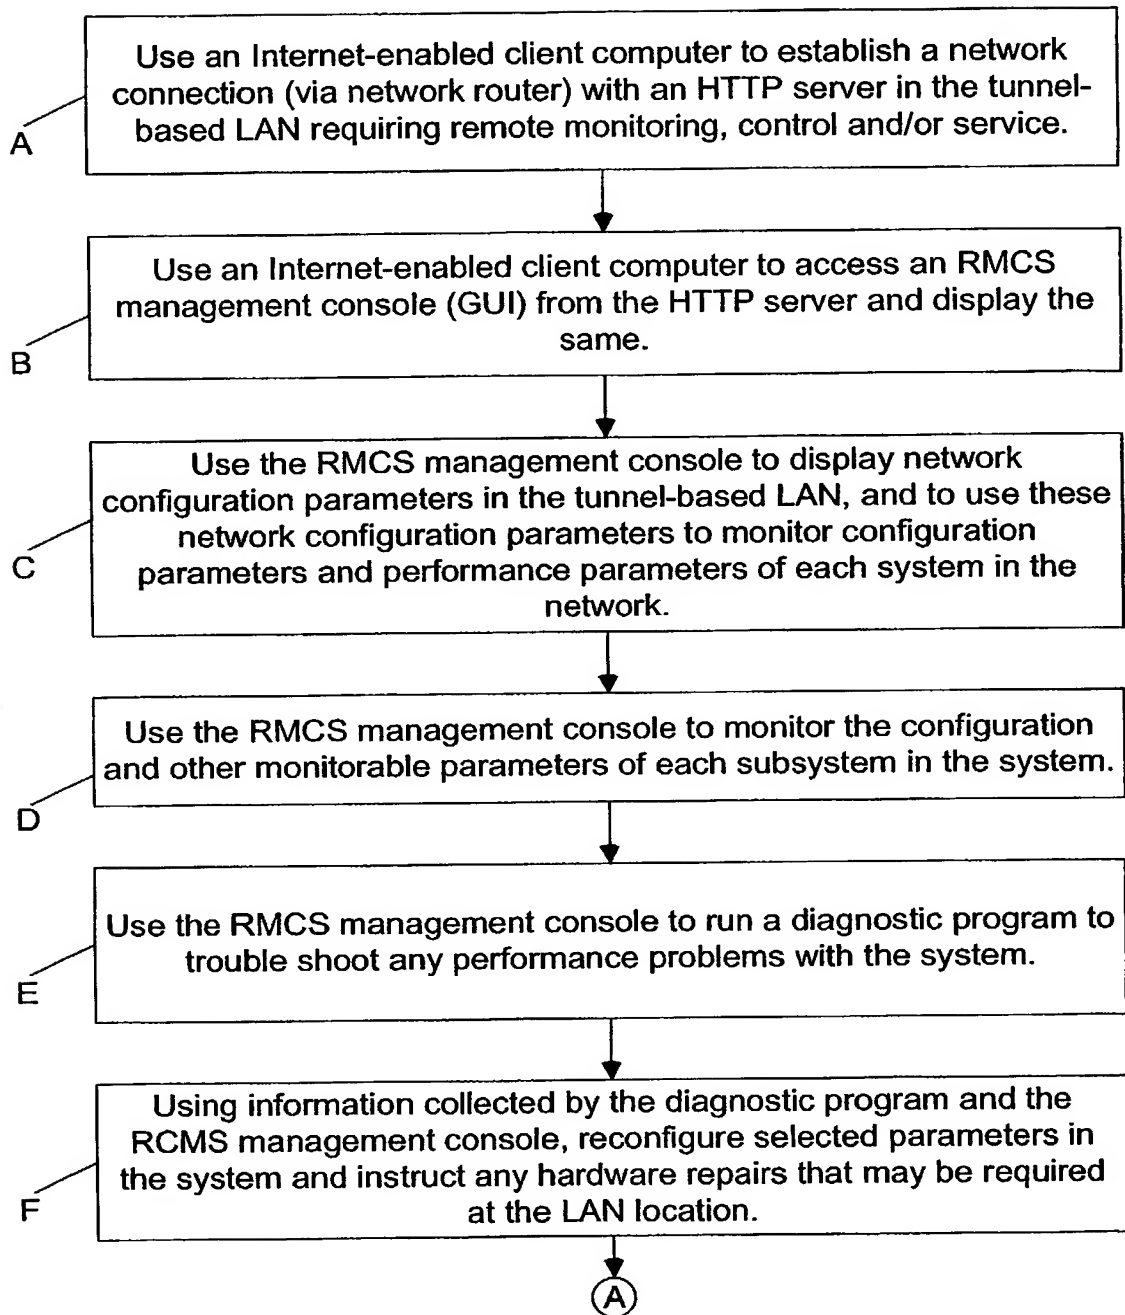 Use an Internet-enabled client computer to establish a network
connection (via network router) with an HTTP server in the tunnel-
based LAN requiring remote monitoring, control and/or service.
A
Use an Internet-enabled client computer to access an RMCS
management console (GUI) from the HTTP server and display the
same.
B
Use the RMCS management console to display network
configuration parameters in the tunnel-based LAN, and to use these
network configuration parameters to monitor configuration
parameters and performance parameters of each system in the
network.
C
Use the RMCS management console to monitor the configuration
and other monitorable parameters of each subsystem in the system.
D
Use the RMCS management console to run a diagnostic program to
trouble shoot any performance problems with the system.
E
Using information collected by the diagnostic program and the
RCMS management console, reconfigure selected parameters in
the system and instruct any hardware repairs that may be required
at the LAN location.
F
A